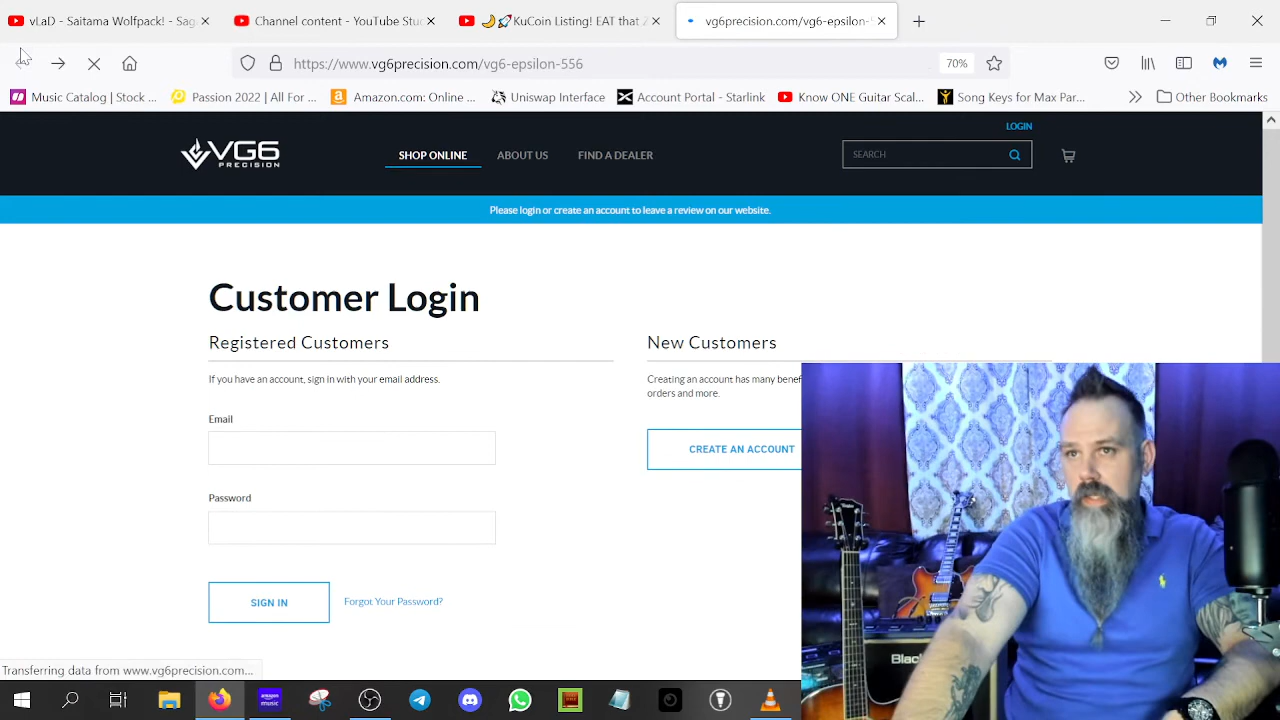 vLaD - Saitama Wolfpack! - Sag
Channel content - YouTube Stu
🌙🚀KuCoin Listing! EAT that A
vg6precision.com/vg6-epsilon-
https://www.vg6precision.com/vg6-epsilon-556
70%
Music Catalog | Stock ...
Passion 2022 | All For ...
Amazon.com: Online ...
Uniswap Interface
Account Portal - Starlink
Know ONE Guitar Scal...
Song Keys for Max Par...
Other Bookmarks
LOGIN
VG6
PRECISION
SHOP ONLINE
ABOUT US
FIND A DEALER
SEARCH
Please login or create an account to leave a review on our website.
Customer Login
Registered Customers
If you have an account, sign in with your email address.
Email
Password
SIGN IN
Forgot Your Password?
New Customers
Creating an account has many benef
orders and more.
CREATE AN ACCOUNT
Black
Transferring data from www.vg6precision.com...
amazon
music